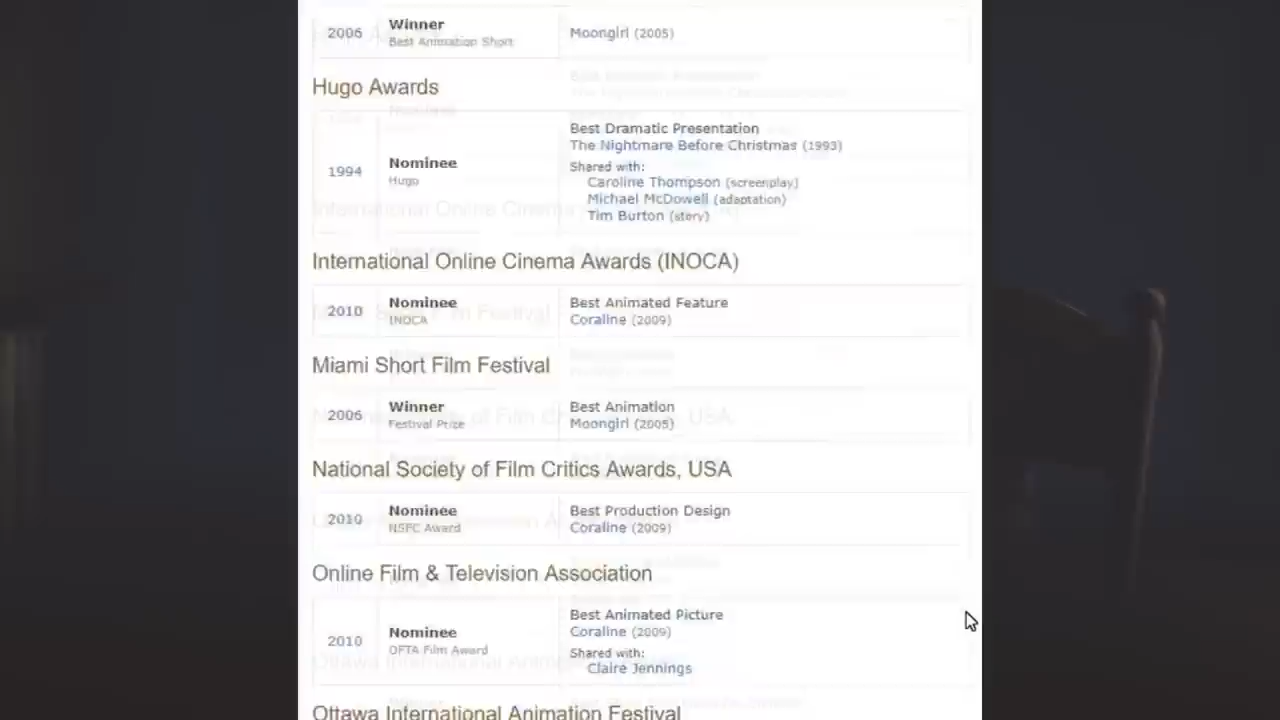 2006
Winner
Best Animation Short
Moongirl (2005)
Hugo Awards
1994
Nominee
Hugo
Best Dramatic Presentation
The Nightmare Before Christmas (1993)
Shared with:
Caroline Thompson (screenplay)
Michael McDowell (adaptation)
Tim Burton (story)
International Online Cinema Awards (INOCA)
2010
Nominee
INOCA
Best Animated Feature
Coraline (2009)
Miami Short Film Festival
2006
Winner
Festival Prize
Best Animation
Moongirl (2005)
National Society of Film Critics Awards, USA
2010
Nominee
NSFC Award
Best Production Design
Coraline (2009)
Online Film & Television Association
2010
Nominee
OFTA Film Award
Best Animated Picture
Coraline (2009)
Shared with:
Claire Jennings
Ottawa International Animation Festival